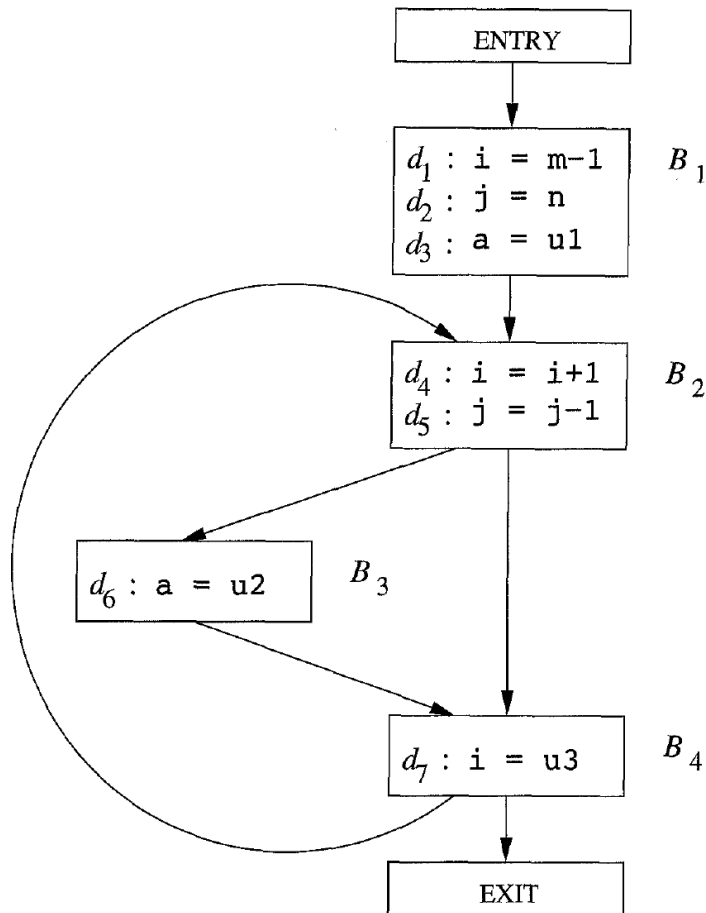 ENTRY
d1 : i = m-1
d2 : j = n
d3 : a = u1
B1
d4 : i = i+1
d5 : j = j-1
B2
d6 : a = u2
B3
d7 : i = u3
B4
EXIT